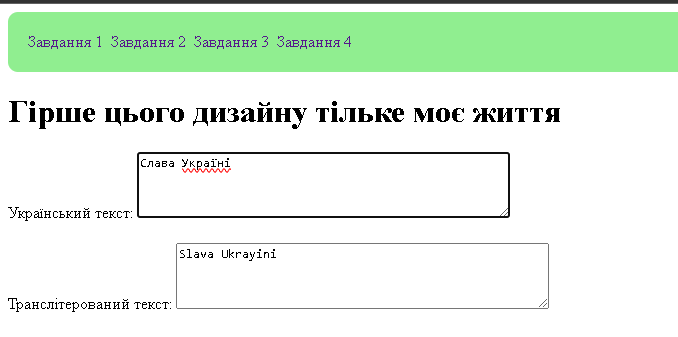 Завдання 1 Завдання 2 Завдання 3 Завдання 4
Гірше цього дизайну тільке моє життя
Слава Україні
Український текст:
Slava Ukrayini
Транслітерований текст: